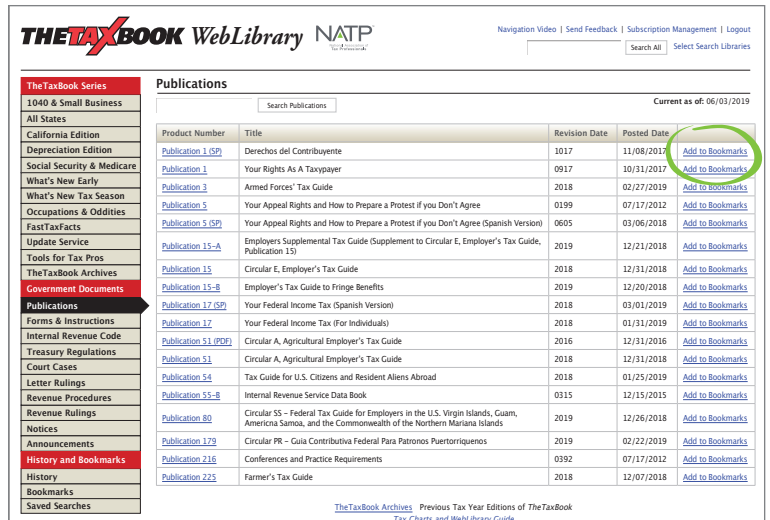 THETAXBOOK WebLibrary NATP
National Association of
Tax Professionals
Navigation Video | Send Feedback | Subscription Management | Logout
Search All Select Search Libraries
TheTaxBook Series
1040 & Small Business
All States
California Edition
Depreciation Edition
Social Security & Medicare
What's New Early
What's New Tax Season
Occupations & Oddities
FastTaxFacts
Update Service
Tools for Tax Pros
TheTaxBook Archives
Government Documents
Publications
Forms & Instructions
Internal Revenue Code
Treasury Regulations
Court Cases
Letter Rulings
Revenue Procedures
Revenue Rulings
Notices
Announcements
History and Bookmarks
History
Bookmarks
Saved Searches
Publications
Search Publications
Current as of: 06/03/2019
Product Number Title Revision Date Posted Date
Publication 1 (SP) Derechos del Contribuyente 1017 11/08/2017 Add to Bookmarks
Publication 1 Your Rights As A Taxpayer 0917 10/31/2017 Add to Bookmarks
Publication 3 Armed Forces' Tax Guide 2018 02/27/2019 Add to Bookmarks
Publication 5 Your Appeal Rights and How to Prepare a Protest if you Don't Agree 0199 07/17/2012 Add to Bookmarks
Publication 5 (SP) Your Appeal Rights and How to Prepare a Protest if you Don't Agree (Spanish Version) 0605 03/06/2018 Add to Bookmarks
Publication 15-A Employers Supplemental Tax Guide (Supplement to Circular E, Employer's Tax Guide,
Publication 15) 2019 12/21/2018 Add to Bookmarks
Publication 15 Circular E, Employer's Tax Guide 2018 12/31/2018 Add to Bookmarks
Publication 15-B Employer's Tax Guide to Fringe Benefits 2019 12/20/2018 Add to Bookmarks
Publication 17 (SP) Your Federal Income Tax (Spanish Version) 2018 03/01/2019 Add to Bookmarks
Publication 17 Your Federal Income Tax (For Individuals) 2018 01/31/2019 Add to Bookmarks
Publication 51 (PDF) Circular A, Agricultural Employer's Tax Guide 2016 12/31/2016 Add to Bookmarks
Publication 51 Circular A, Agricultural Employer's Tax Guide 2018 12/31/2018 Add to Bookmarks
Publication 54 Tax Guide for U.S. Citizens and Resident Aliens Abroad 2018 01/25/2019 Add to Bookmarks
Publication 55-B Internal Revenue Service Data Book 0315 12/15/2015 Add to Bookmarks
Publication 80 Circular SS – Federal Tax Guide for Employers in the U.S. Virgin Islands, Guam,
Americna Samoa, and the Commonwealth of the Northern Mariana Islands 2019 12/26/2018 Add to Bookmarks
Publication 179 Circular PR – Guia Contributiva Federal Para Patronos Puertorriquenos 2019 02/22/2019 Add to Bookmarks
Publication 216 Conferences and Practice Requirements 0392 07/17/2012 Add to Bookmarks
Publication 225 Farmer's Tax Guide 2018 12/07/2018 Add to Bookmarks
TheTaxBook Archives Previous Tax Year Editions of TheTaxBook
Tax Charts and WebLibrary Guide